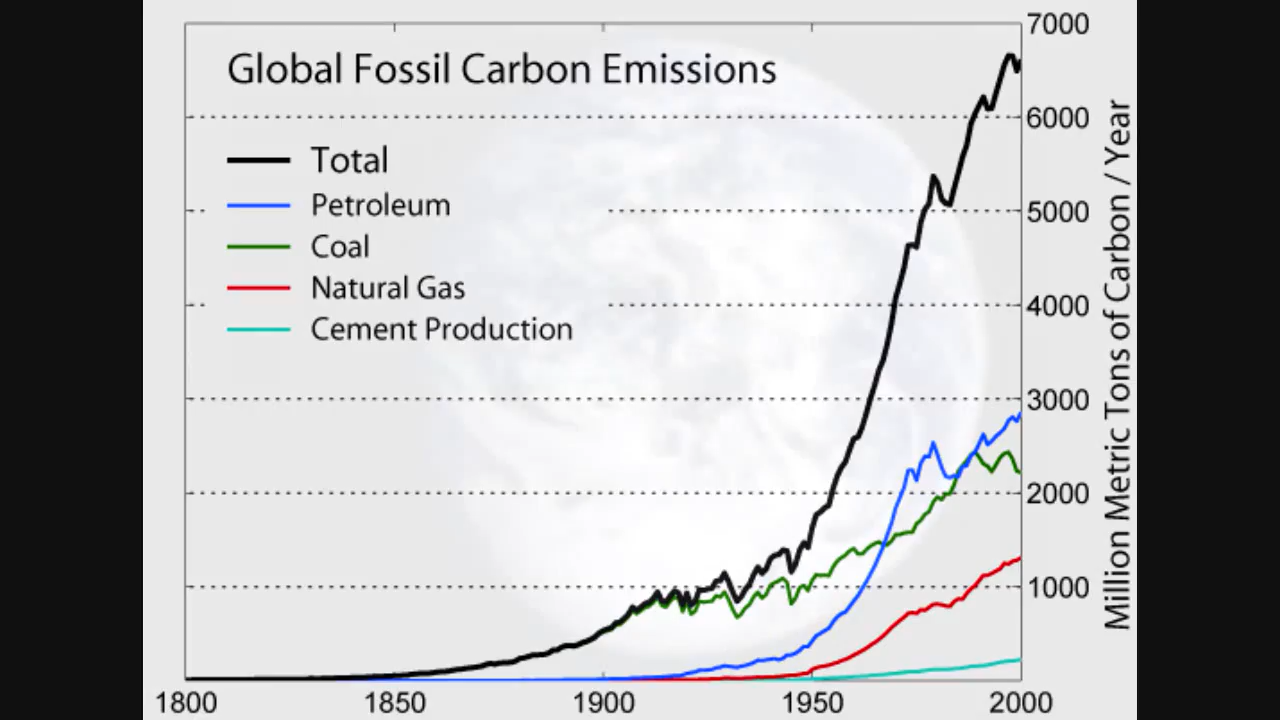 Global Fossil Carbon Emissions
Total
Petroleum
Coal
Natural Gas
Cement Production
7000
6000
5000
4000
3000
2000
1000
Million Metric Tons of Carbon / Year
1800 1850 1900 1950 2000